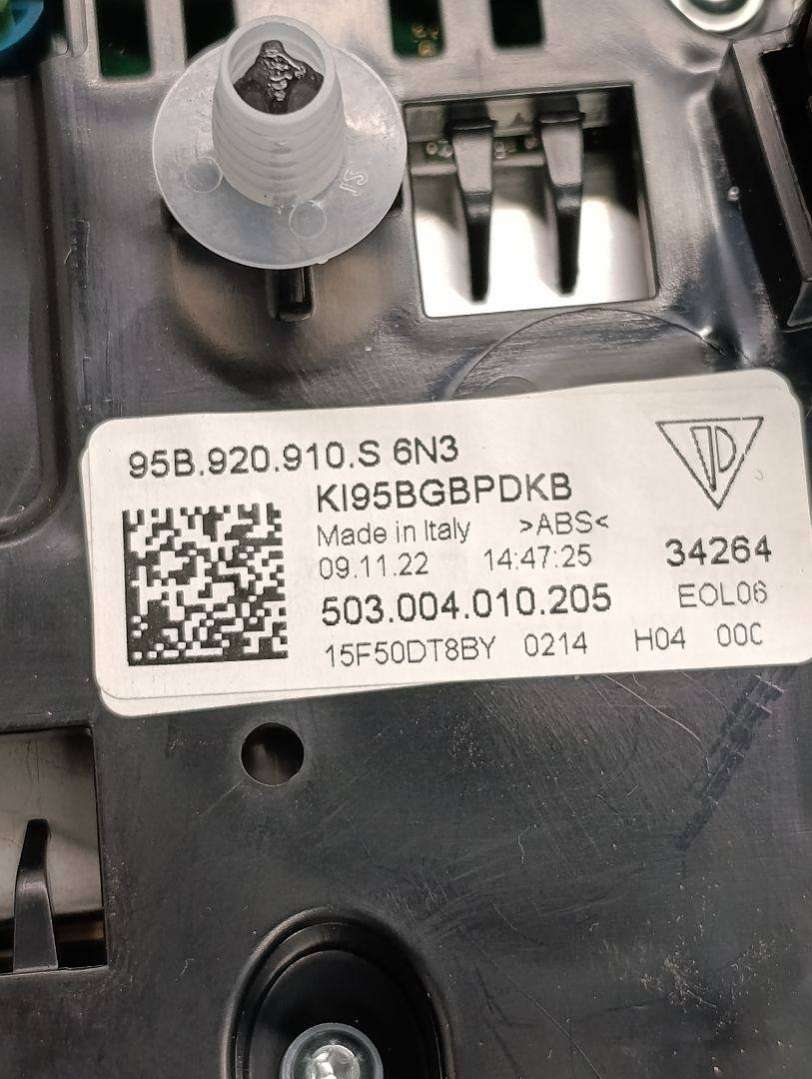 95B.920.910.S 6N3
KI95BGBPDKB
Made in Italy >ABS<
09.11.22 14:47:25 34264
503.004.010.205 EOL06
15F50DT8BY 0214 H04 00C